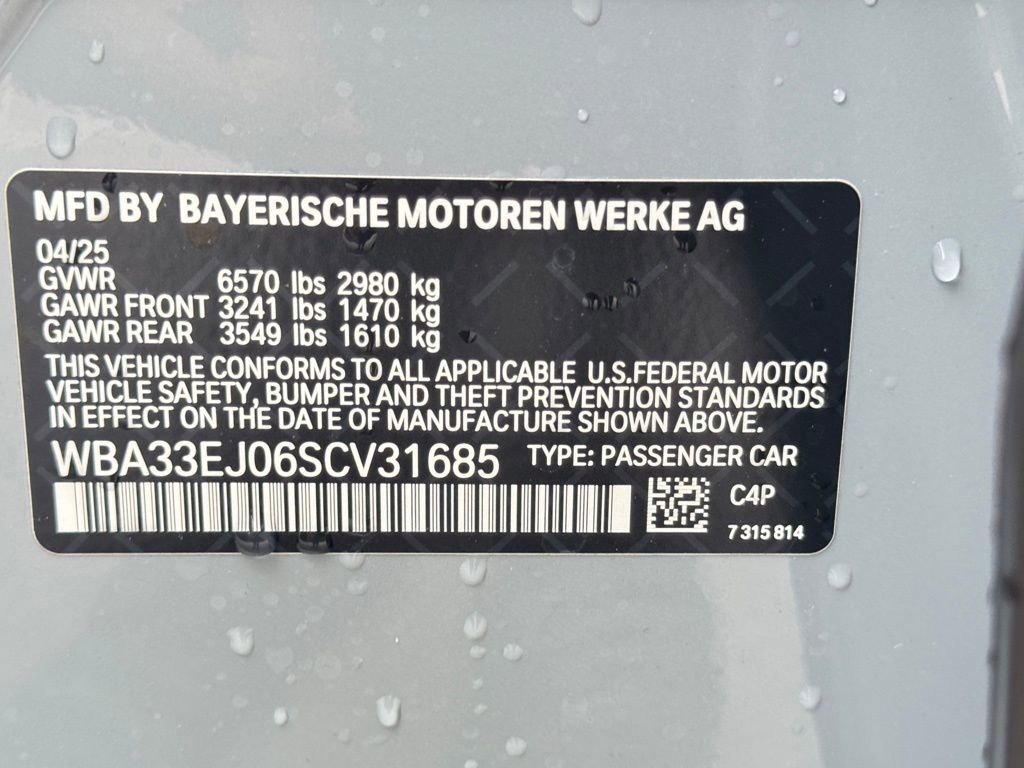 MFD BY BAYERISCHE MOTOREN WERKE AG
04/25
GVWR 6570 lbs 2980 kg
GAWR FRONT 3241 lbs 1470 kg
GAWR REAR 3549 lbs 1610 kg
THIS VEHICLE CONFORMS TO ALL APPLICABLE U.S.FEDERAL MOTOR
VEHICLE SAFETY, BUMPER AND THEFT PREVENTION STANDARDS
IN EFFECT ON THE DATE OF MANUFACTURE SHOWN ABOVE.
WBA33EJ06SCV31685 TYPE: PASSENGER CAR
C4P
7 315 814